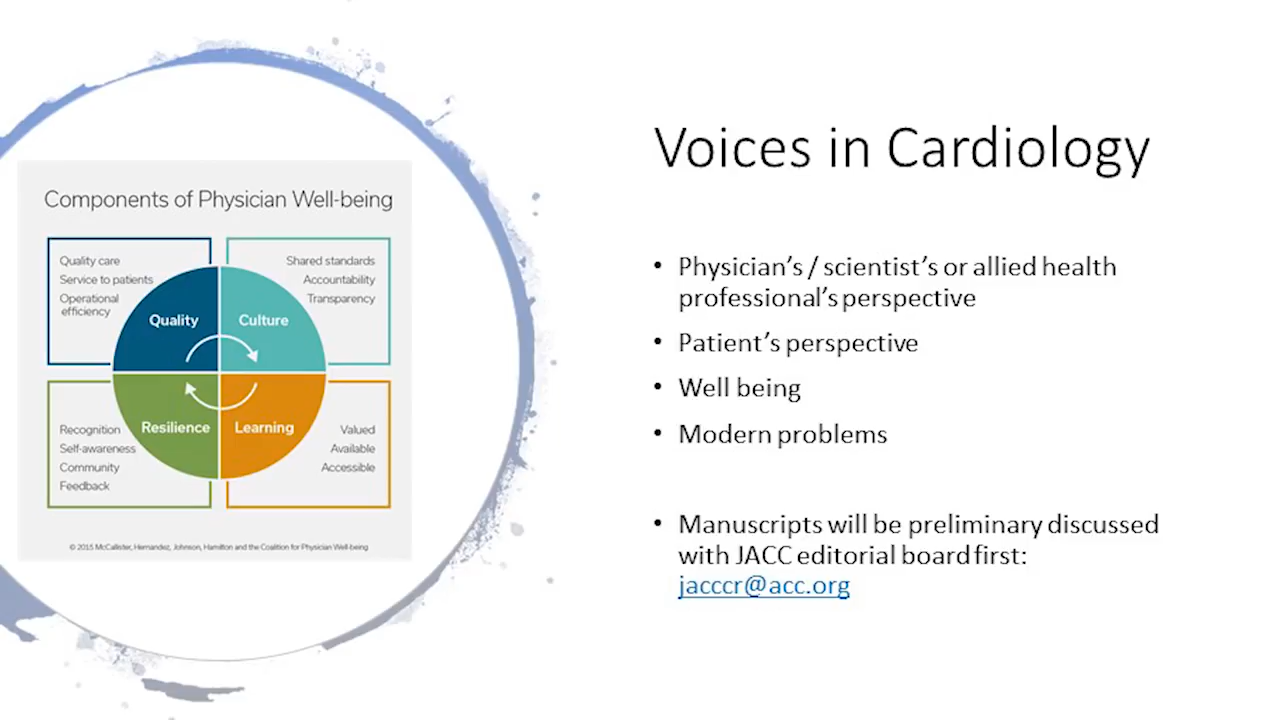 Components of Physician Well-being
Quality care
Service to patients
Operational
efficiency
Shared standards
Accountability
Transparency
Quality
Culture
Resilience
Learning
Recognition
Self-awareness
Community
Feedback
Valued
Available
Accessible
© 2015 McCallister, Hernandez, Johnson, Hamilton and the Coalition for Physician Well-being
Voices in Cardiology
• Physician's / scientist's or allied health
professional's perspective
• Patient's perspective
• Well being
• Modern problems
• Manuscripts will be preliminary discussed
with JACC editorial board first:
jacccr@acc.org